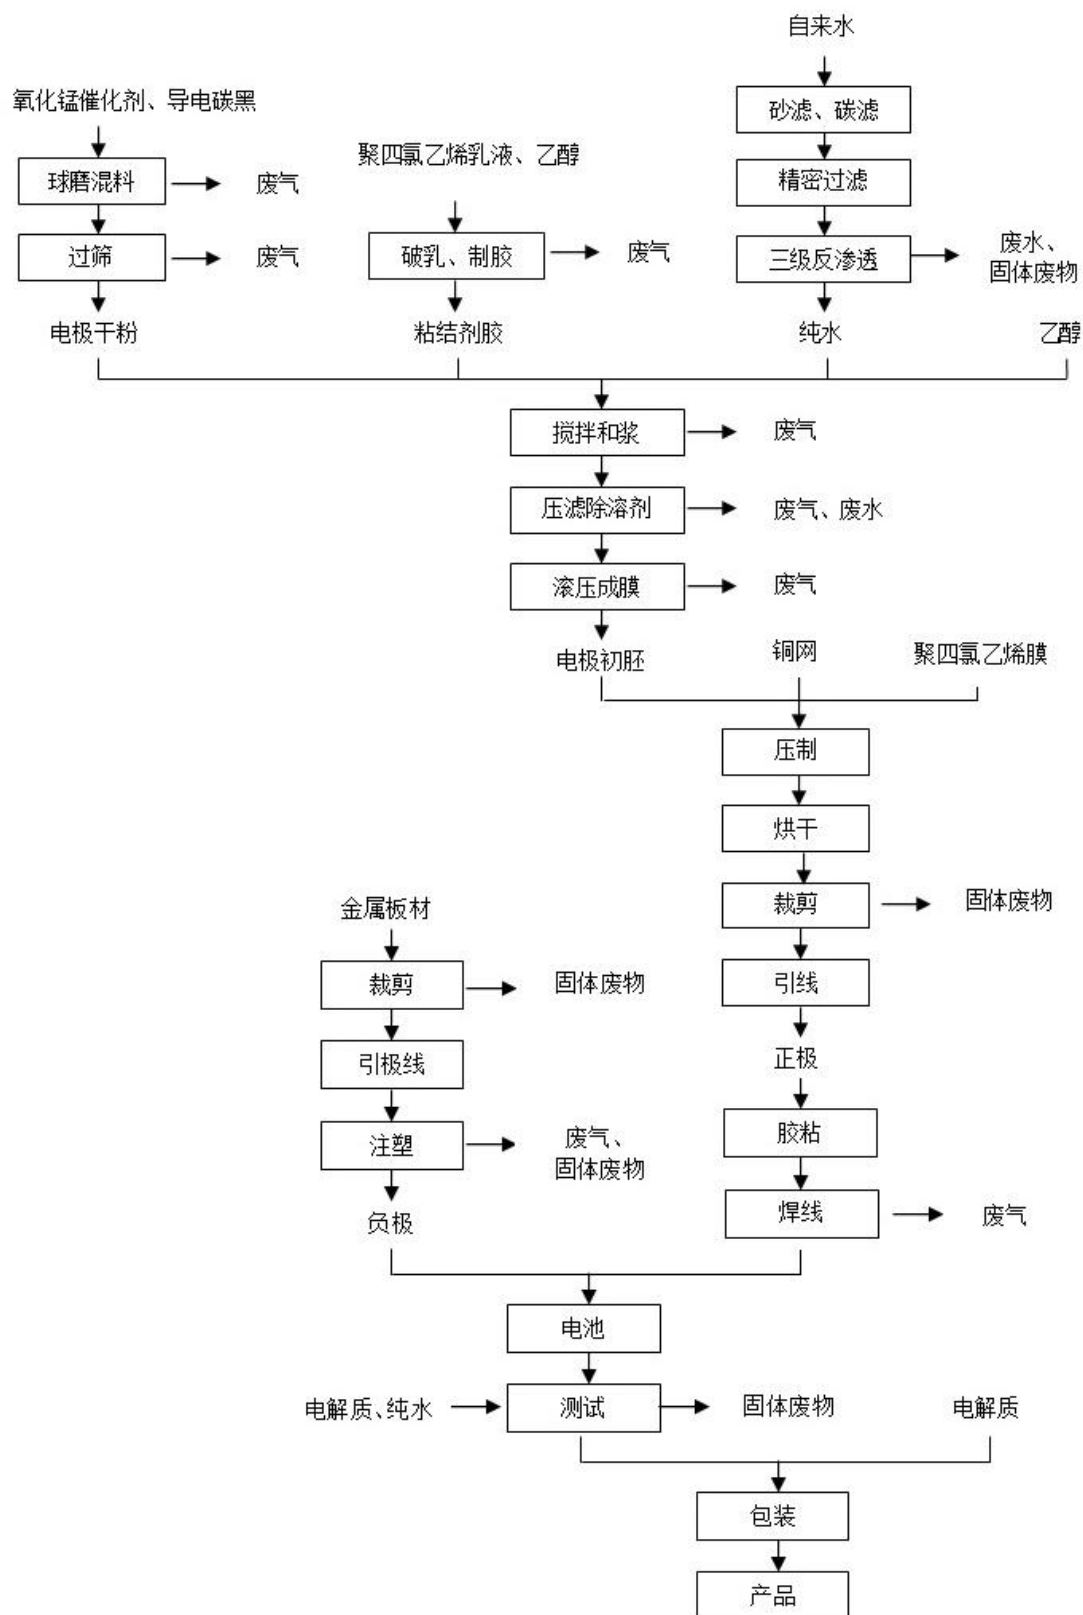 自来水
氧化锰催化剂、导电碳黑
砂滤、碳滤
聚四氯乙烯乳液、乙醇
球磨混料
废气
精密过滤
过筛
废气
破乳、制胶
废气
三级反渗透
废水、
固体废物
电极干粉
粘结剂胶
纯水
乙醇
搅拌和浆
废气
压滤除溶剂
废气、废水
滚压成膜
废气
电极初胚
铜网
聚四氯乙烯膜
压制
烘干
金属板材
裁剪
固体废物
裁剪
固体废物
引线
引极线
正极
注塑
废气、
固体废物
胶粘
负极
焊线
废气
电池
电解质、纯水
测试
固体废物
电解质
包装
产品